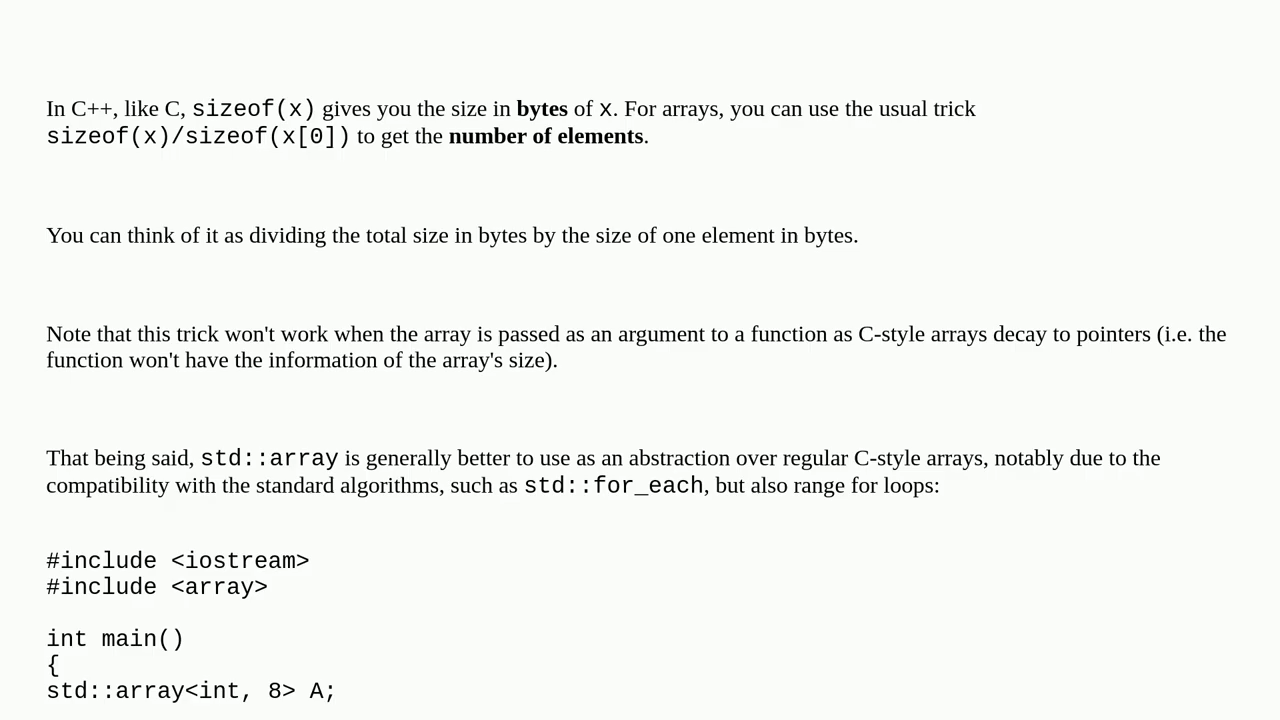 In C++, like C, sizeof(x) gives you the size in bytes of x. For arrays, you can use the usual trick
sizeof(x)/sizeof(x[0]) to get the number of elements.
You can think of it as dividing the total size in bytes by the size of one element in bytes.
Note that this trick won't work when the array is passed as an argument to a function as C-style arrays decay to pointers (i.e. the
function won't have the information of the array's size).
That being said, std::array is generally better to use as an abstraction over regular C-style arrays, notably due to the
compatibility with the standard algorithms, such as std::for_each, but also range for loops:
#include <iostream>
#include <array>
int main()
{
std::array<int, 8> A;